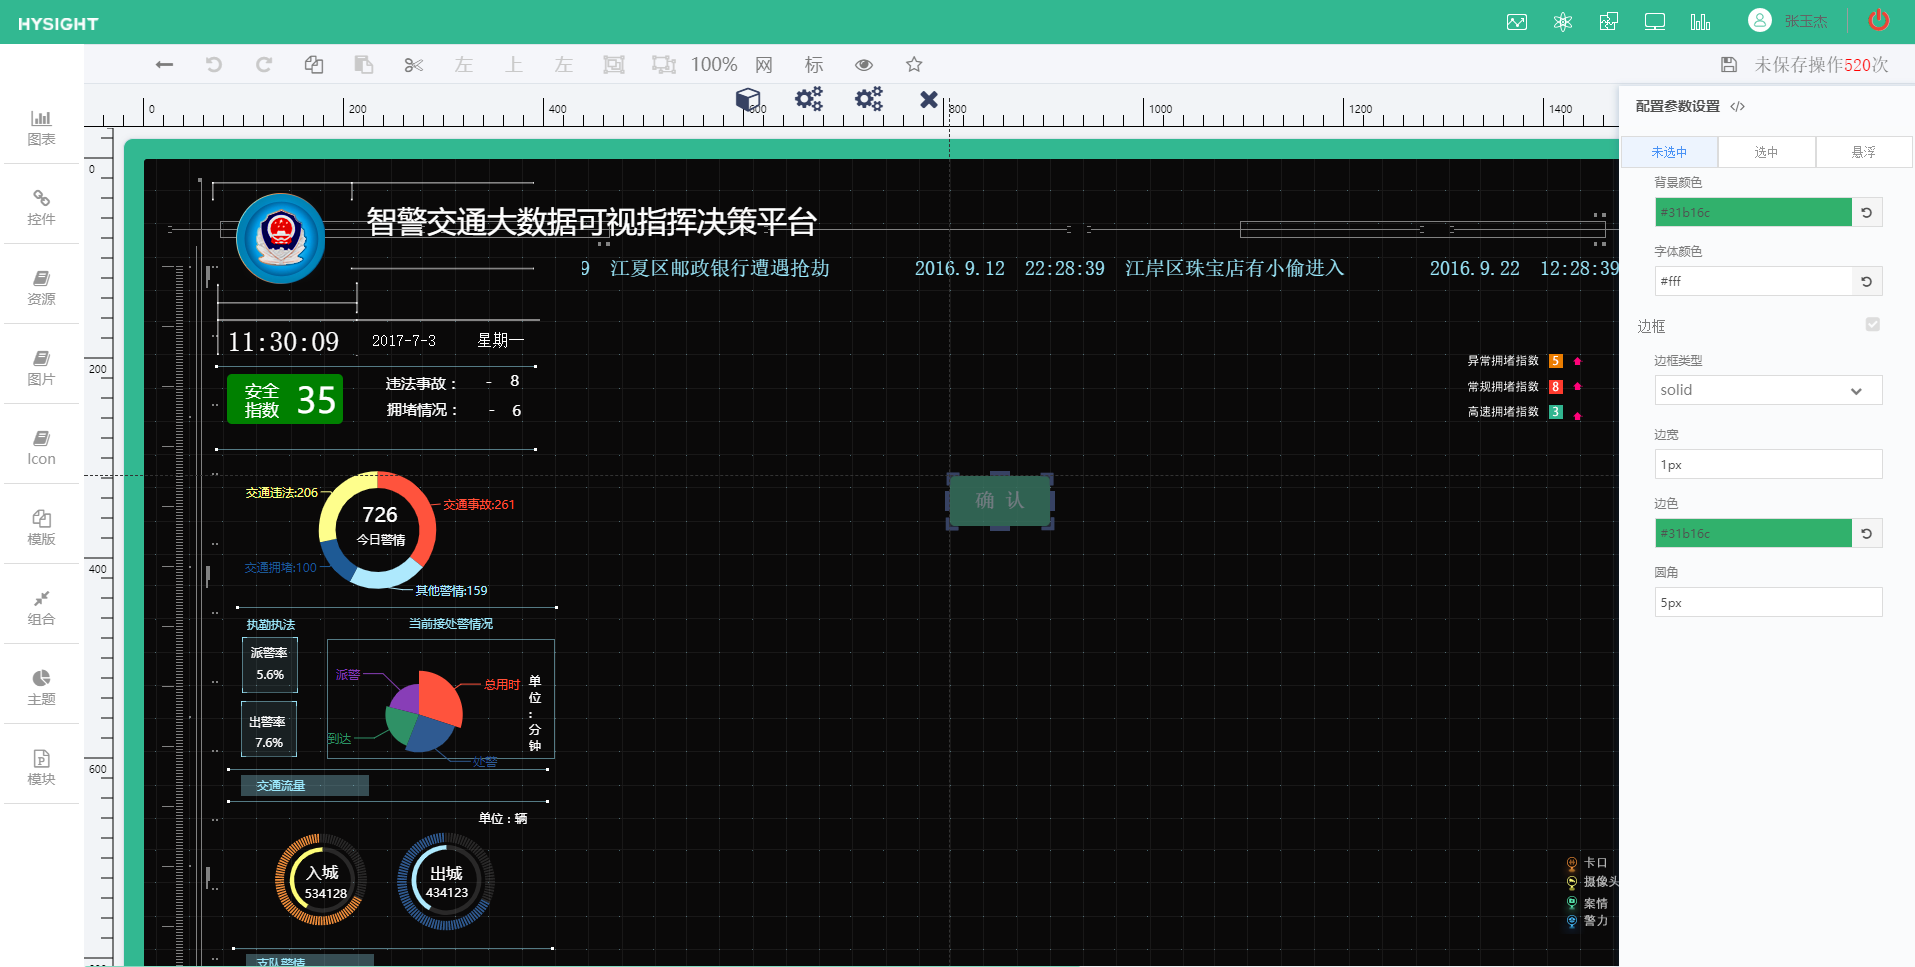 HYSIGHT
张玉杰
左
上
左
100%
网
标
未保存操作520次
0
200
400
600
800
1000
1200
1400
0
200
400
600
图表
控件
资源
图片
Icon
模版
组合
主题
模块
智警交通大数据可视指挥决策平台
9 江夏区邮政银行遭遇抢劫 2016.9.12 22:28:39 江岸区珠宝店有小偷进入 2016.9.22 12:28:39
11:30:09 2017-7-3 星期一
安全指数 35
违法事故： - 8
拥堵情况： - 6
异常拥堵指数 5
常规拥堵指数 8
高速拥堵指数 3
交通违法:206
交通事故:261
726
今日警情
交通拥堵:100
其他警情:159
确 认
执勤执法
当前接处警情况
派警率
5.6%
出警率
7.6%
派警
总用时
到达
处警
单位:分钟
交通流量
单位：辆
入城
534128
出城
434123
支队警情
卡口
摄像头
案情
警力
配置参数设置 </>
未选中
选中
悬浮
背景颜色
#31b16c
字体颜色
#fff
边框
边框类型
solid
边宽
1px
边色
#31b16c
圆角
5px